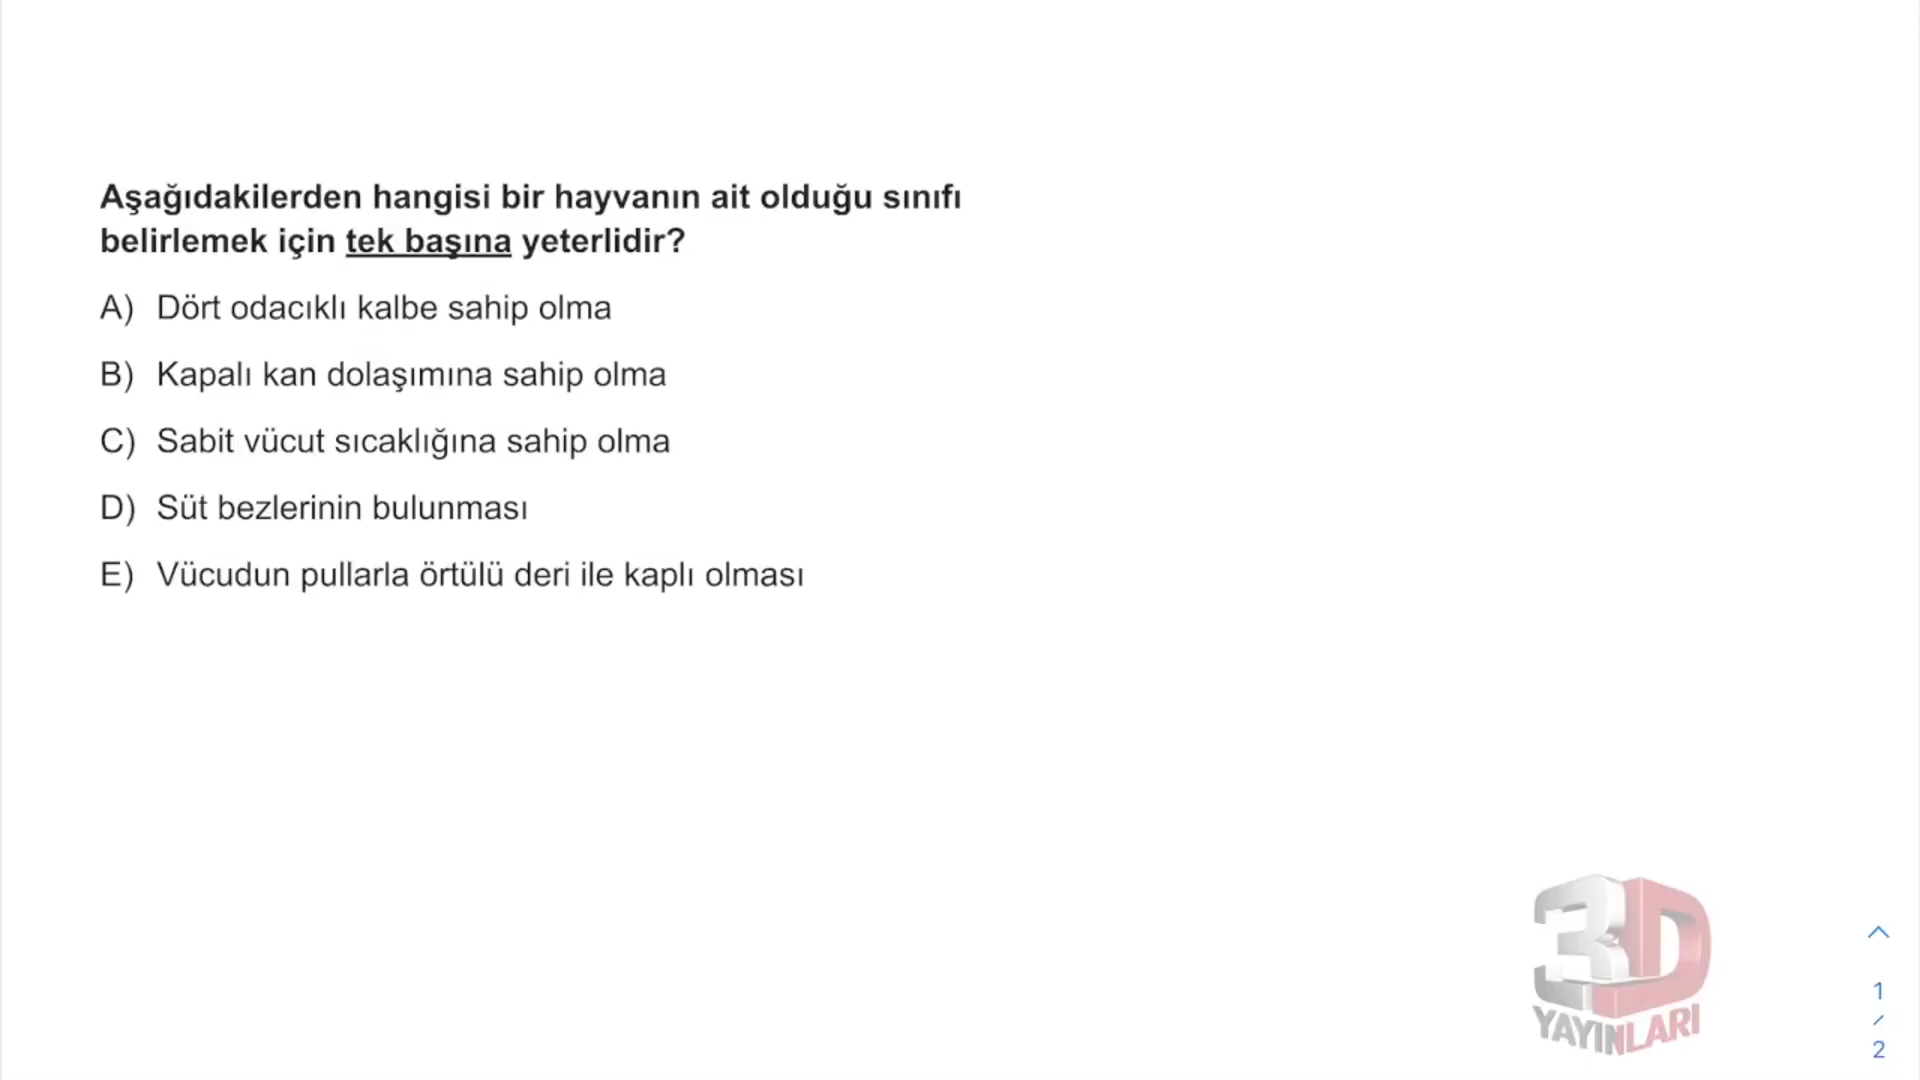 Aşağıdakilerden hangisi bir hayvanın ait olduğu sınıfı
belirlemek için tek başına yeterlidir?
A) Dört odacıklı kalbe sahip olma
B) Kapalı kan dolaşımına sahip olma
C) Sabit vücut sıcaklığına sahip olma
D) Süt bezlerinin bulunması
E) Vücudun pullarla örtülü deri ile kaplı olması
3D
YAYINLARI
1
/
2